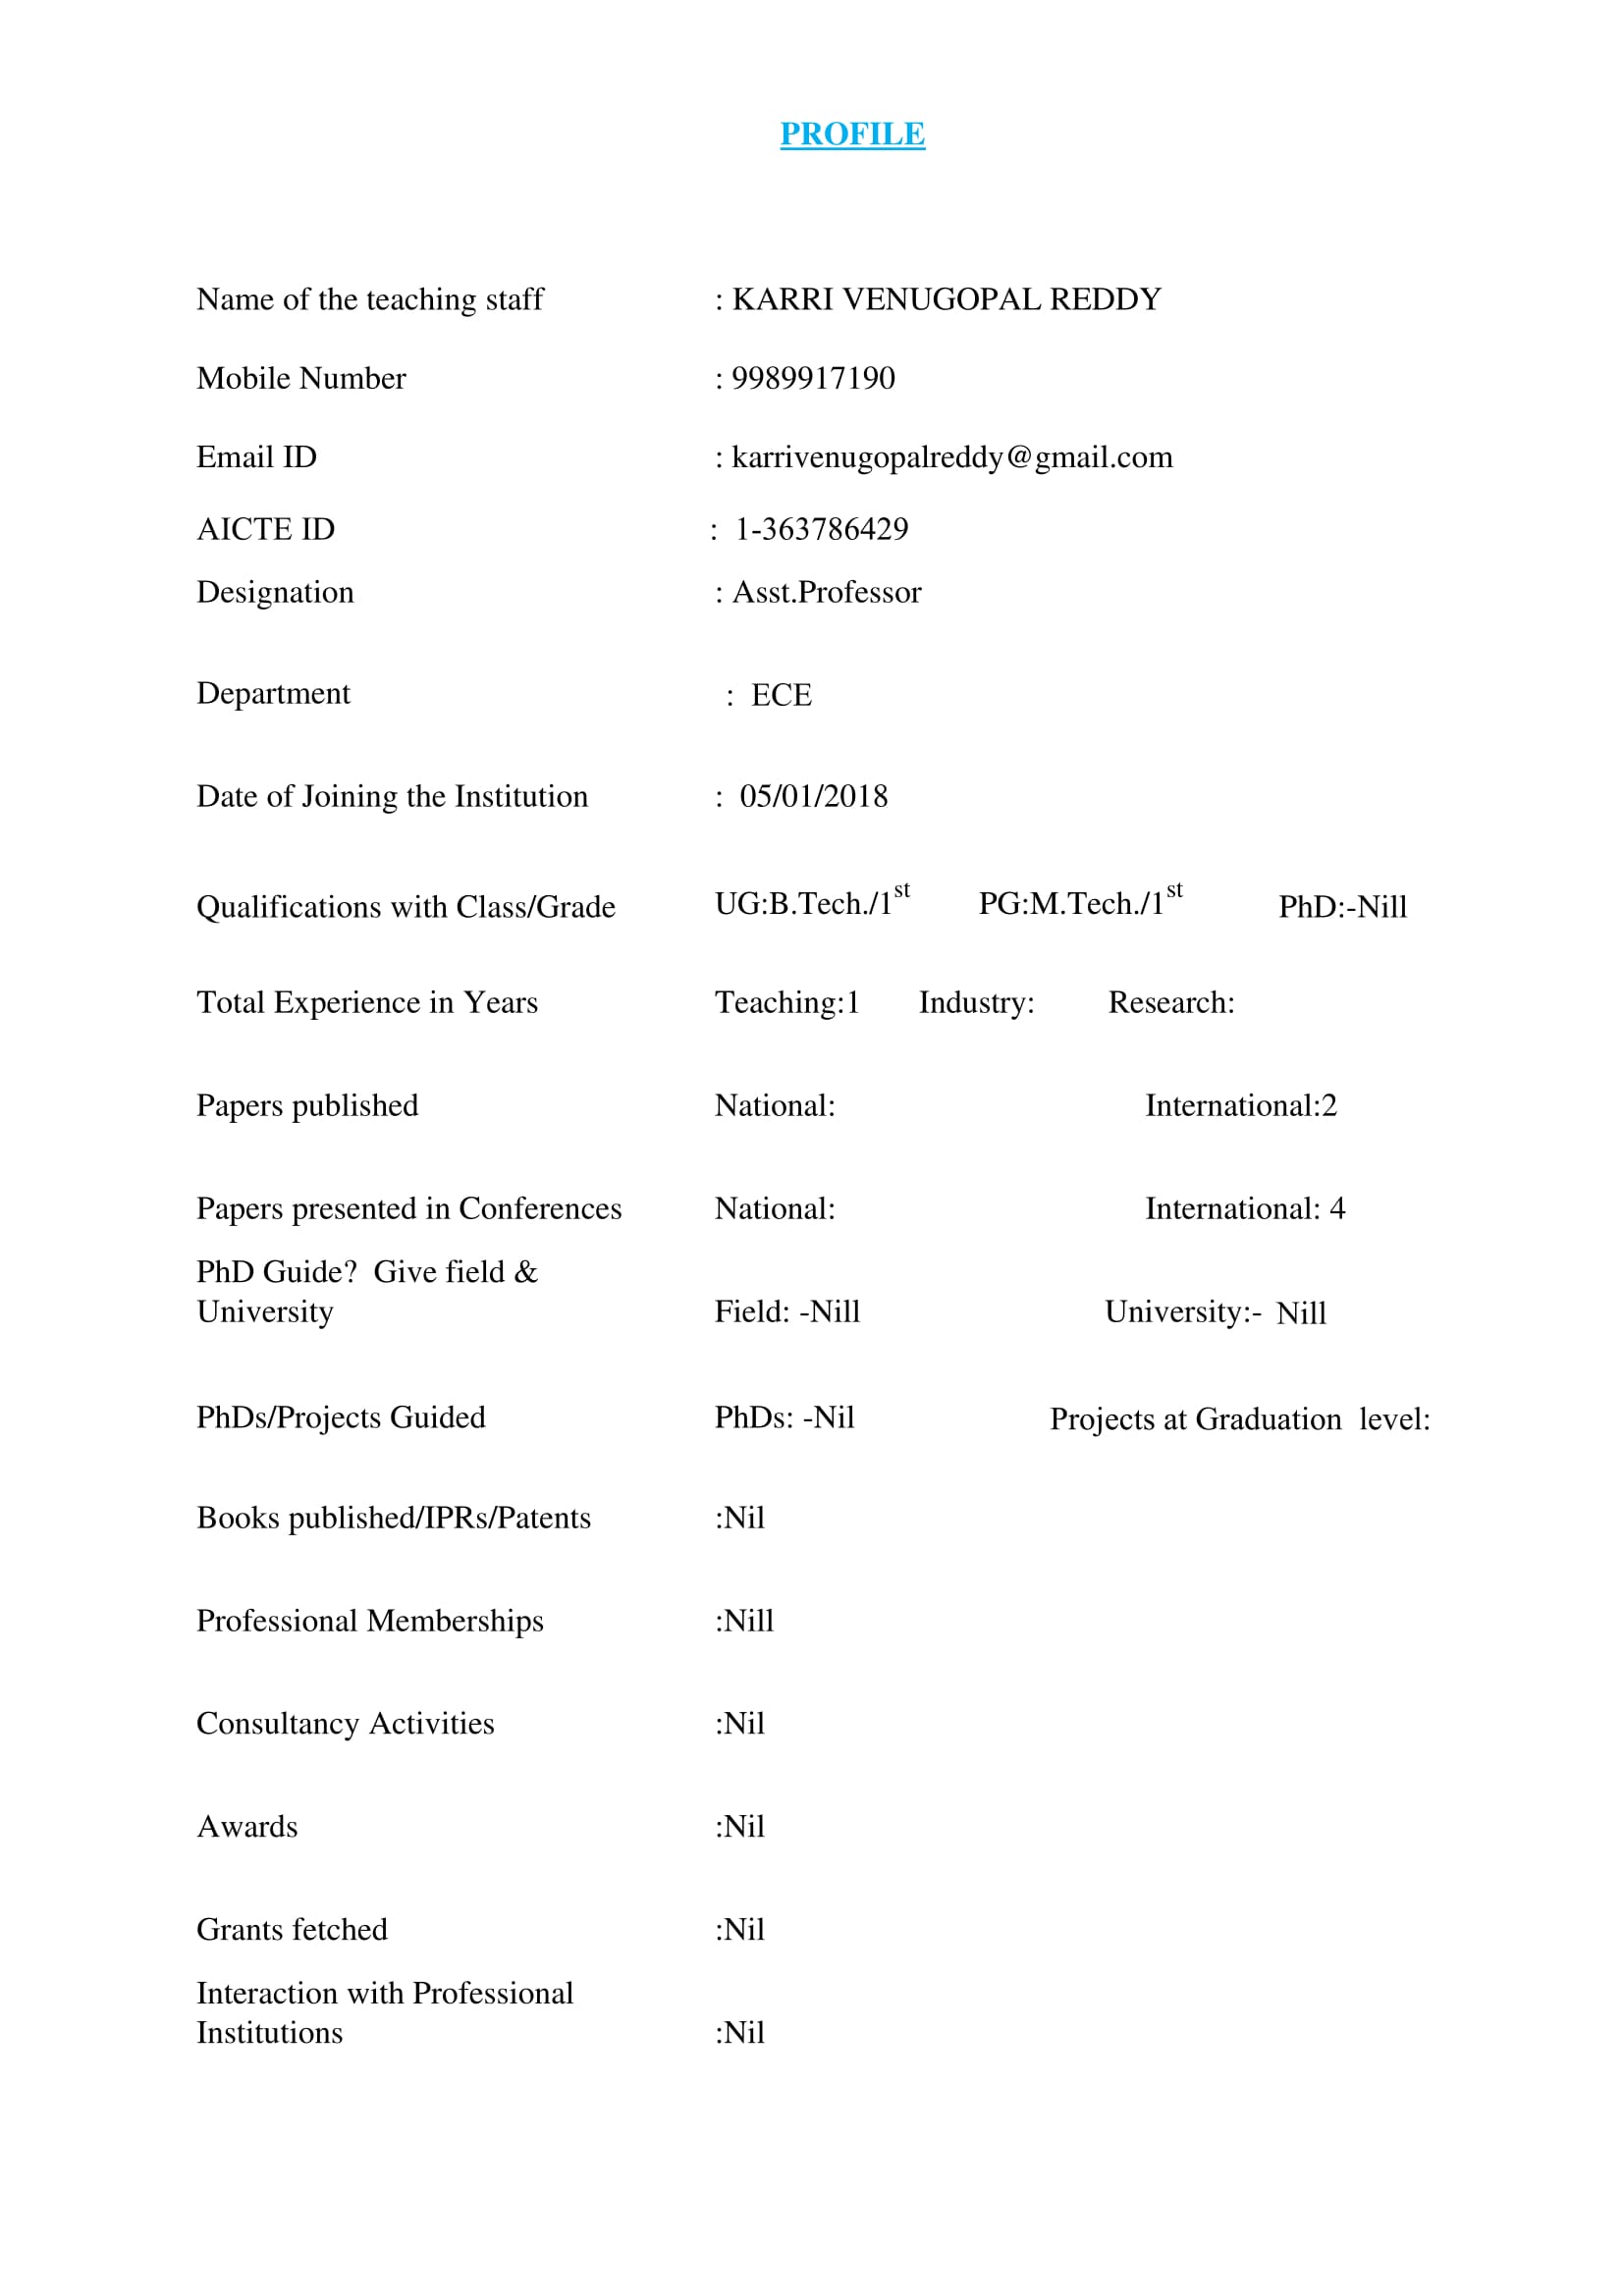 PROFILE
Name of the teaching staff : KARRI VENUGOPAL REDDY
Mobile Number : 9989917190
Email ID : karrivenugopalreddy@gmail.com
AICTE ID : 1-363786429
Designation : Asst.Professor
Department : ECE
Date of Joining the Institution : 05/01/2018
Qualifications with Class/Grade UG:B.Tech./1st PG:M.Tech./1st PhD:-Nill
Total Experience in Years Teaching:1 Industry: Research:
Papers published National: International:2
Papers presented in Conferences National: International: 4
PhD Guide? Give field &
University Field: -Nill University:- Nill
PhDs/Projects Guided PhDs: -Nil Projects at Graduation level:
Books published/IPRs/Patents :Nil
Professional Memberships :Nill
Consultancy Activities :Nil
Awards :Nil
Grants fetched :Nil
Interaction with Professional
Institutions :Nil